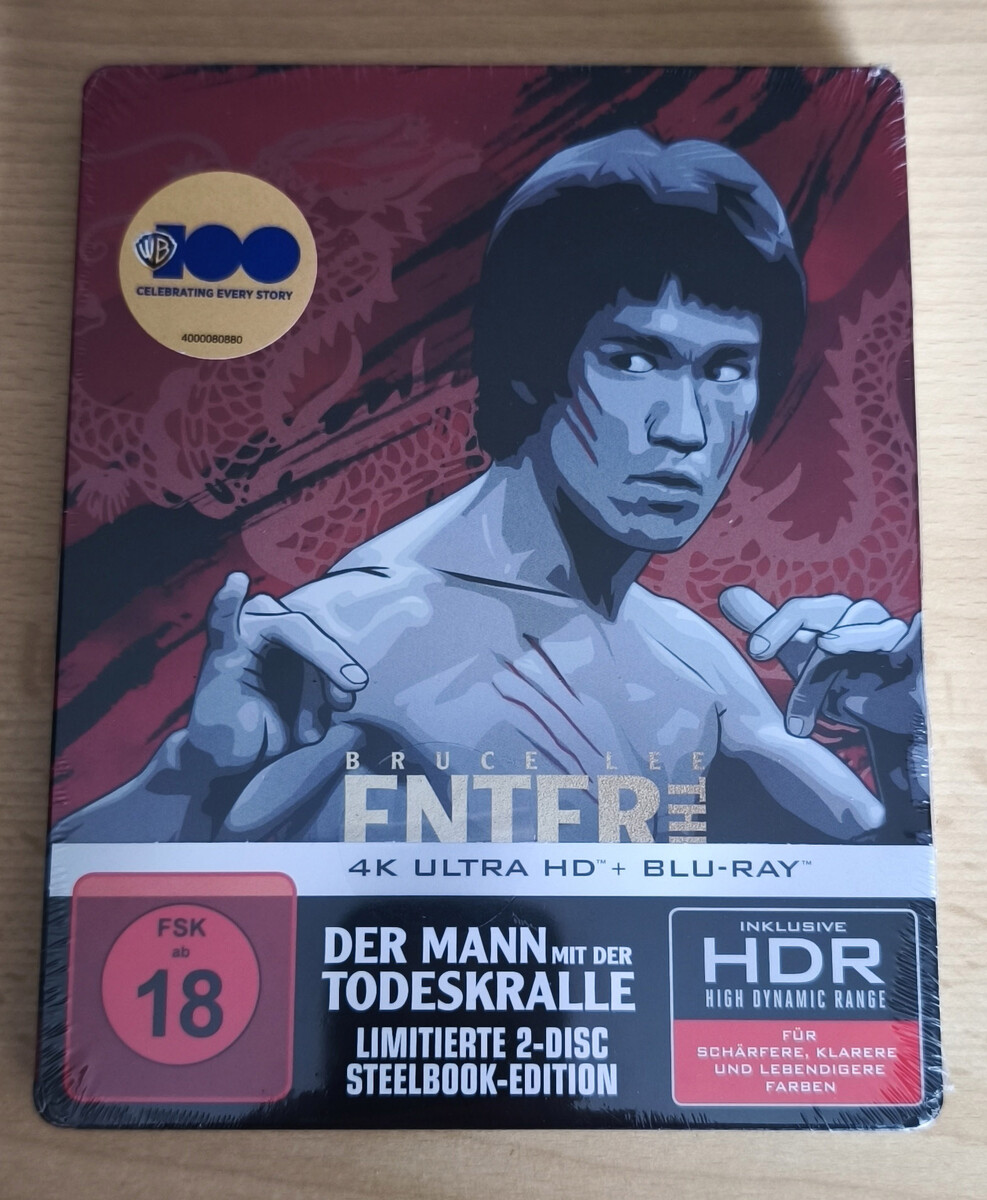 WB 100
CELEBRATING EVERY STORY
4000080880
BRUCE LEE
ENTER THE
4K ULTRA HD™ + BLU-RAY™
FSK
ab
18
DER MANN MIT DER
TODESKRALLE
LIMITIERTE 2-DISC
STEELBOOK-EDITION
INKLUSIVE
HDR
HIGH DYNAMIC RANGE
FÜR
SCHÄRFERE, KLARERE
UND LEBENDIGERE
FARBEN